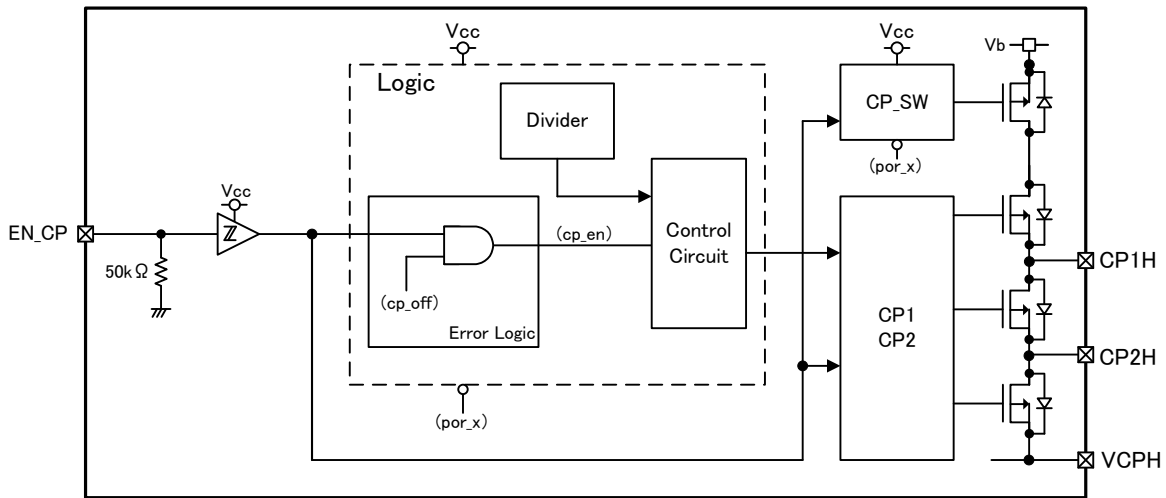 Vcc
Vcc
Vb
Logic
Divider
CP_SW
(por_x)
Vcc
EN_CP
50kΩ
(cp_en)
Control
Circuit
(cp_off)
Error Logic
CP1
CP2
CP1H
CP2H
(por_x)
VCPH